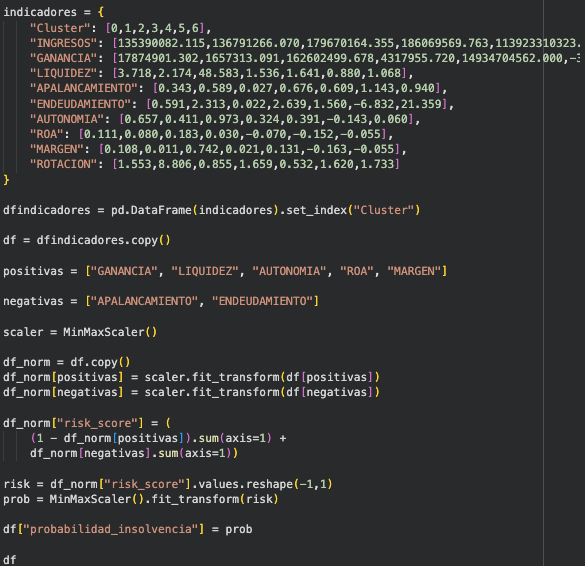 indicadores = {
    "Cluster": [0,1,2,3,4,5,6],
    "INGRESOS": [135390082.115,136791266.070,179670164.355,186069569.763,113923310323.
    "GANANCIA": [17874901.302,1657313.091,162602499.678,4317955.720,14934704562.000,-3
    "LIQUIDEZ": [3.718,2.174,48.583,1.536,1.641,0.880,1.068],
    "APALANCAMIENTO": [0.343,0.589,0.027,0.676,0.609,1.143,0.940],
    "ENDEUDAMIENTO": [0.591,2.313,0.022,2.639,1.560,-6.832,21.359],
    "AUTONOMIA": [0.657,0.411,0.973,0.324,0.391,-0.143,0.060],
    "ROA": [0.111,0.080,0.183,0.030,-0.070,-0.152,-0.055],
    "MARGEN": [0.108,0.011,0.742,0.021,0.131,-0.163,-0.055],
    "ROTACION": [1.553,8.806,0.855,1.659,0.532,1.620,1.733]
}
dfindicadores = pd.DataFrame(indicadores).set_index("Cluster")
df = dfindicadores.copy()
positivas = ["GANANCIA", "LIQUIDEZ", "AUTONOMIA", "ROA", "MARGEN"]
negativas = ["APALANCAMIENTO", "ENDEUDAMIENTO"]
scaler = MinMaxScaler()
df_norm = df.copy()
df_norm[positivas] = scaler.fit_transform(df[positivas])
df_norm[negativas] = scaler.fit_transform(df[negativas])
df_norm["risk_score"] = (
    (1 - df_norm[positivas]).sum(axis=1) +
    df_norm[negativas].sum(axis=1))
risk = df_norm["risk_score"].values.reshape(-1,1)
prob = MinMaxScaler().fit_transform(risk)
df["probabilidad_insolvencia"] = prob
df